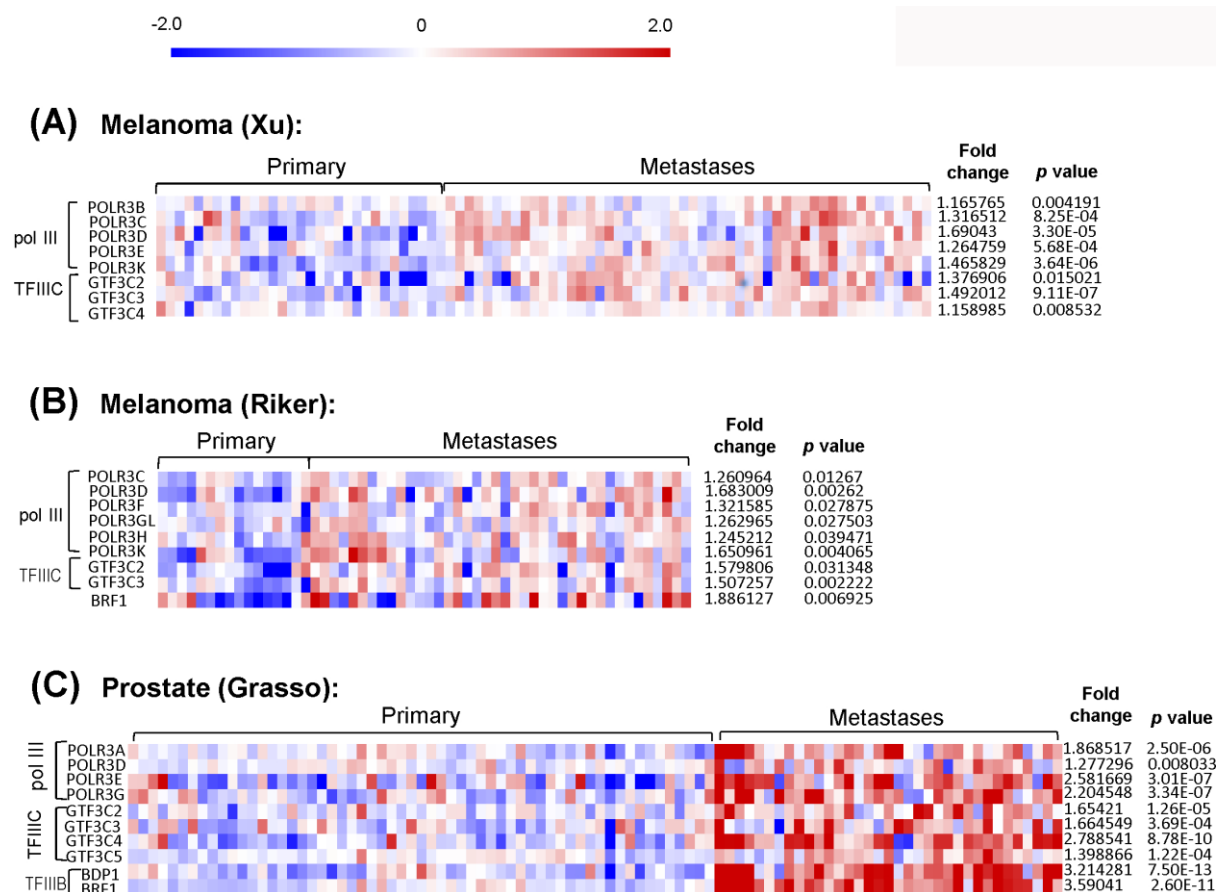 -2.0 0 2.0
(A) Melanoma (Xu):
Primary Metastases Fold change p value
pol III
POLR3B 1.165765 0.004191
POLR3C 1.316512 8.25E-04
POLR3D 1.69043 3.30E-05
POLR3E 1.264759 5.68E-04
POLR3K 1.465829 3.64E-06
TFIIIC
GTF3C2 1.376906 0.015021
GTF3C3 1.492012 9.11E-07
GTF3C4 1.158985 0.008532
(B) Melanoma (Riker):
Primary Metastases Fold change p value
pol III
POLR3C 1.260964 0.01267
POLR3D 1.683009 0.00262
POLR3F 1.321585 0.027875
POLR3GL 1.262965 0.027503
POLR3H 1.245212 0.039471
POLR3K 1.650961 0.004065
TFIIIC
GTF3C2 1.579806 0.031348
GTF3C3 1.507257 0.002222
BRF1 1.886127 0.006925
(C) Prostate (Grasso):
Primary Metastases Fold change p value
pol III
POLR3A 1.868517 2.50E-06
POLR3D 1.277296 0.008033
POLR3E 2.581669 3.01E-07
POLR3G 2.204548 3.34E-07
TFIIIC
GTF3C2 1.65421 1.26E-05
GTF3C3 1.664549 3.69E-04
GTF3C4 2.788541 8.78E-10
GTF3C5 1.398866 1.22E-04
TFIIIB
BDP1 3.214281 7.50E-13
BRF1 3.59041 2.60E-11